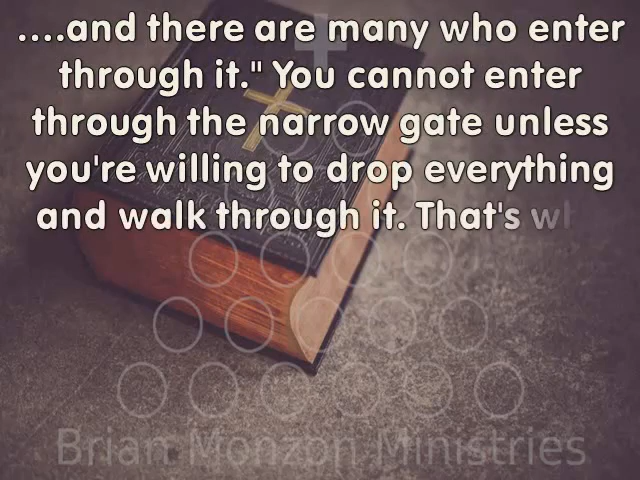 ....and there are many who enter
through it." You cannot enter
through the narrow gate unless
you're willing to drop everything
and walk through it. That's
Brian Monzon Ministries